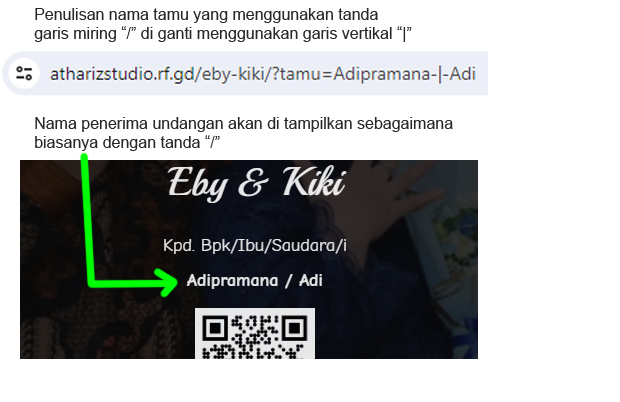 Penulisan nama tamu yang menggunakan tanda
garis miring “/” di ganti menggunakan garis vertikal “|”
atharizstudio.rf.gd/eby-kiki/?tamu=Adipramana-|-Adi
Nama penerima undangan akan di tampilkan sebagaimana
biasanya dengan tanda “/”
Eby & Kiki
Kpd. Bpk/Ibu/Saudara/i
Adipramana / Adi